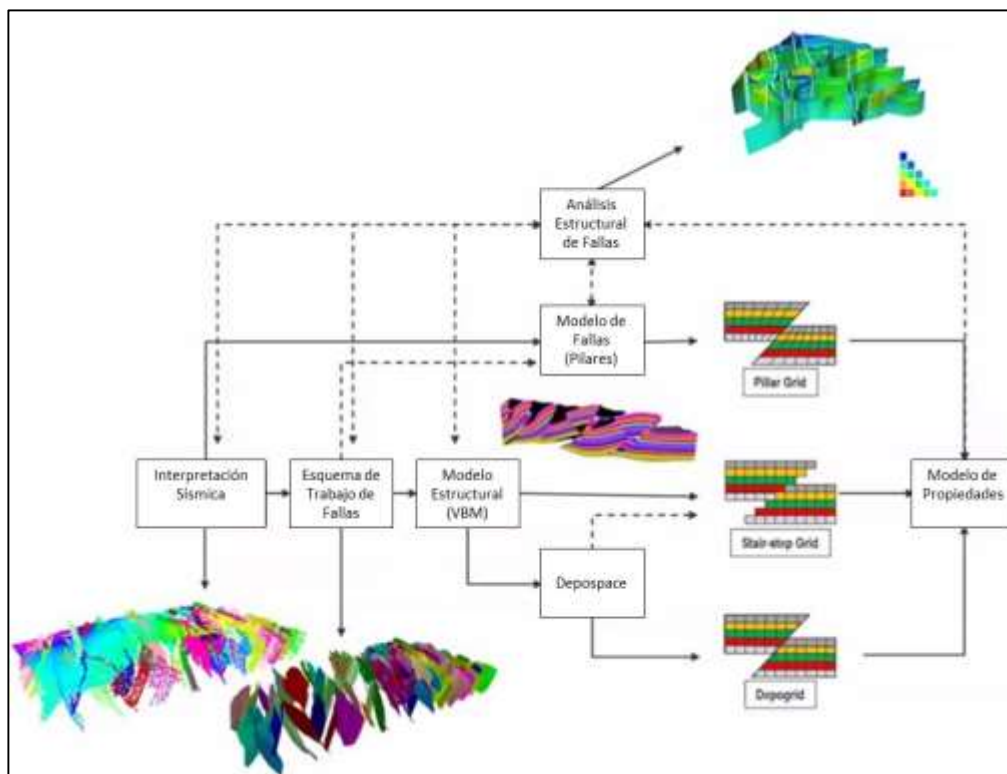 Análisis
Estructural
de Fallas
Modelo de
Fallas
(Pilares)
Pillar Grid
Interpretación
Sísmica
Esquema de
Trabajo de
Fallas
Modelo
Estructural
(VBM)
Stair-step Grid
Modelo de
Propiedades
Depospace
Depogrid